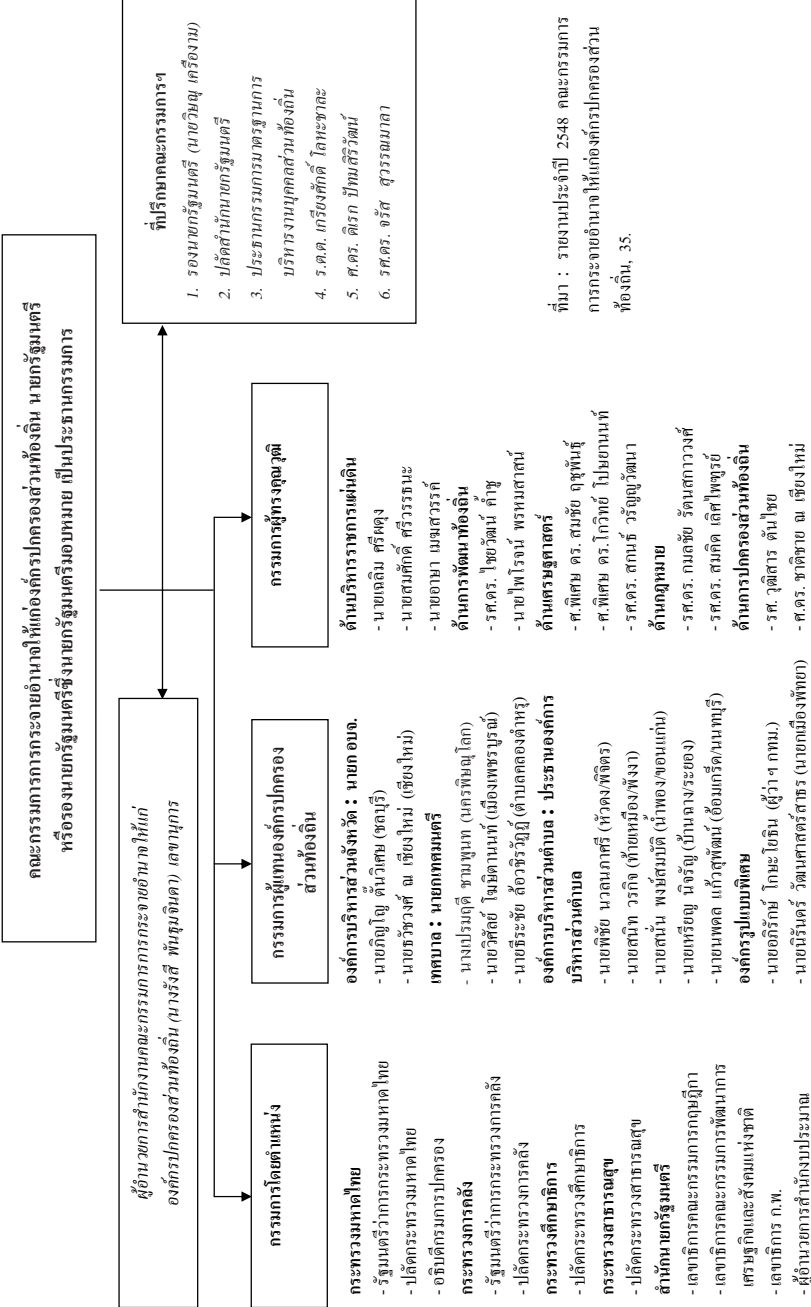 คณะกรรมการการกระจายอำนาจให้แก่องค์กรปกครองส่วนท้องถิ่น นายกรัฐมนตรี
หรือรองนายกรัฐมนตรีซึ่งนายกรัฐมนตรีมอบหมาย เป็นประธานกรรมการ
ผู้อำนวยการสำนักงานคณะกรรมการการกระจายอำนาจให้แก่
องค์กรปกครองส่วนท้องถิ่น (นางรังสี พันธุมจินดา) เลขานุการ
ที่ปรึกษาคณะกรรมการฯ
1. รองนายกรัฐมนตรี (นายวิษณุ เครืองาม)
2. ปลัดสำนักนายกรัฐมนตรี
3. ประธานกรรมการมาตรฐานการ
บริหารงานบุคคลส่วนท้องถิ่น
4. ร.ต.ต. เกรียงศักดิ์ โลหะชาละ
5. ศ.ดร. ดิเรก ปัทมสิริวัฒน์
6. รศ.ดร. จรัส สุวรรณมาลา
กรรมการโดยตำแหน่ง
กระทรวงมหาดไทย
- รัฐมนตรีว่าการกระทรวงมหาดไทย
- ปลัดกระทรวงมหาดไทย
- อธิบดีกรมการปกครอง
กระทรวงการคลัง
- รัฐมนตรีว่าการกระทรวงการคลัง
- ปลัดกระทรวงการคลัง
กระทรวงศึกษาธิการ
- ปลัดกระทรวงศึกษาธิการ
กระทรวงสาธารณสุข
- ปลัดกระทรวงสาธารณสุข
สำนักนายกรัฐมนตรี
- เลขาธิการคณะกรรมการกฤษฎีกา
- เลขาธิการคณะกรรมการพัฒนาการ
เศรษฐกิจและสังคมแห่งชาติ
- เลขาธิการ ก.พ.
- ผู้อำนวยการสำนักงบประมาณ
กรรมการผู้แทนองค์กรปกครอง
ส่วนท้องถิ่น
องค์การบริหารส่วนจังหวัด : นายก อบจ.
- นายภิญโญ ตั๊นวิเศษ (ชลบุรี)
- นายธวัชวงศ์ ณ เชียงใหม่ (เชียงใหม่)
เทศบาล : นายกเทศมนตรี
- นางเปรมฤดี ชามพูนท (นครพิษณุโลก)
- นายวิศัลย์ โฆษิตานนท์ (เมืองเพชรบูรณ์)
- นายธีระชัย ล้อวชิรวัฏฏ์ (ตำบลคลองตำหรุ)
องค์การบริหารส่วนตำบล : ประธานองค์การ
บริหารส่วนตำบล
- นายพิชัย นวลนภาศรี (หัวดง/พิจิตร)
- นายสนิท วรกิจ (ท้ายเหมือง/พังงา)
- นายสนั่น พงษ์สมบัติ (น้ำพอง/ขอนแก่น)
- นายเหรียญ นิจรัญ (บ้านฉาง/ระยอง)
- นายนพดล แก้วสุพัฒน์ (อ้อมเกร็ด/นนทบุรี)
องค์กรรูปแบบพิเศษ
- นายอภิรักษ์ โกษะโยธิน (ผู้ว่าฯ กทม.)
- นายนิรันดร์ วัฒนศาสตร์สาธร (นายกเมืองพัทยา)
กรรมการผู้ทรงคุณวุฒิ
ด้านบริหารราชการแผ่นดิน
- นายเฉลิม ศรีผดุง
- นายสมศักดิ์ ศรีวรรธนะ
- นายอาษา เมฆสวรรค์
ด้านการพัฒนาท้องถิ่น
- รศ.ดร. ไชยวัฒน์ ค้ำชู
- นายไพโรจน์ พรหมสาสน์
ด้านเศรษฐศาสตร์
- ศ.พิเศษ ดร. สมชัย ฤชุพันธุ์
- ศ.พิเศษ ดร.โกวิทย์ โปษยานนท์
- รศ.ดร. สกนธ์ วรัญญูวัฒนา
ด้านกฎหมาย
- รศ.ดร. กมลชัย รัตนสกาววงศ์
- รศ.ดร. สมคิด เลิศไพฑูรย์
ด้านการปกครองส่วนท้องถิ่น
- รศ. วุฒิสาร ตันไชย
- ศ.ดร. ชาติชาย ณ เชียงใหม่
ที่มา : รายงานประจำปี 2548 คณะกรรมการ
การกระจายอำนาจให้แก่องค์กรปกครองส่วน
ท้องถิ่น, 35.